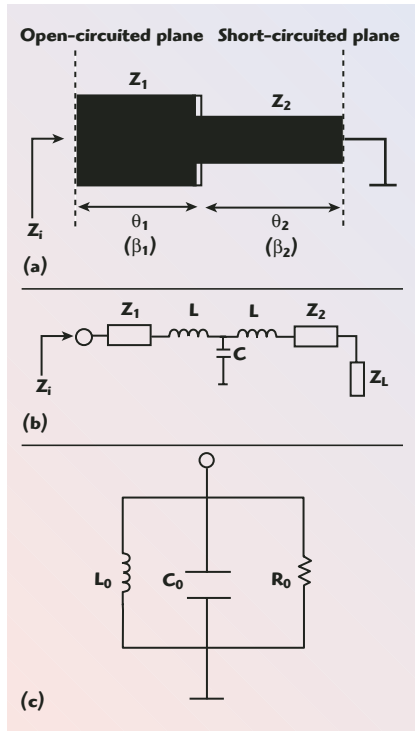 Open-circuited plane Short-circuited plane
Z₁
Z₂
Zᵢ
θ₁
(β₁)
θ₂
(β₂)
(a)
Z₁ L L Z₂
C
Zᵢ
Z_L
(b)
L₀ C₀ R₀
(c)